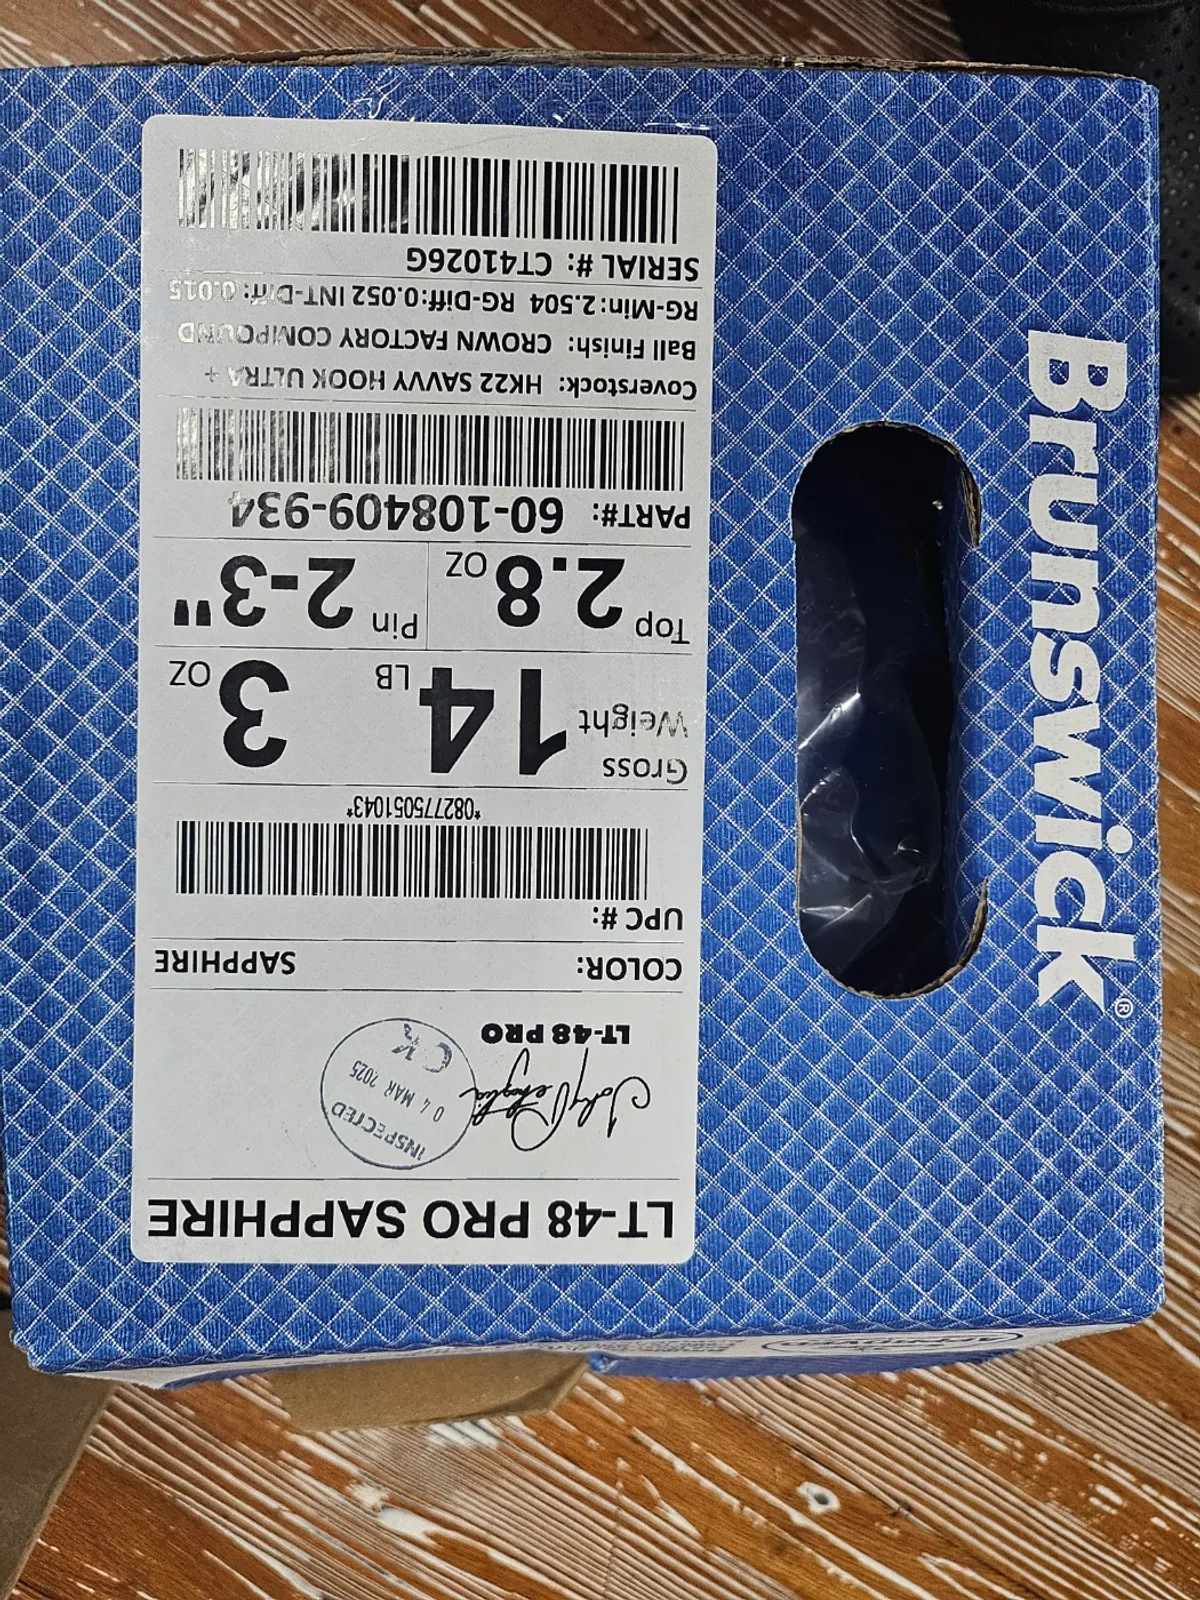 LT-48 PRO SAPPHIRE
LT-48 PRO
INSPECTED
04 MAR 2025
CK
COLOR: SAPPHIRE
UPC #:
*082775051043*
Gross Weight 14 LB 3 OZ
Top 2.8 OZ Pin 2-3"
PART#: 60-108409-934
Coverstock: HK22 SAVVY HOOK ULTRA +
Ball Finish: CROWN FACTORY COMPOUND
RG-Min: 2.504 RG-Diff:0.052 INT-Diff: 0.015
SERIAL #: CT41026G
Brunswick®